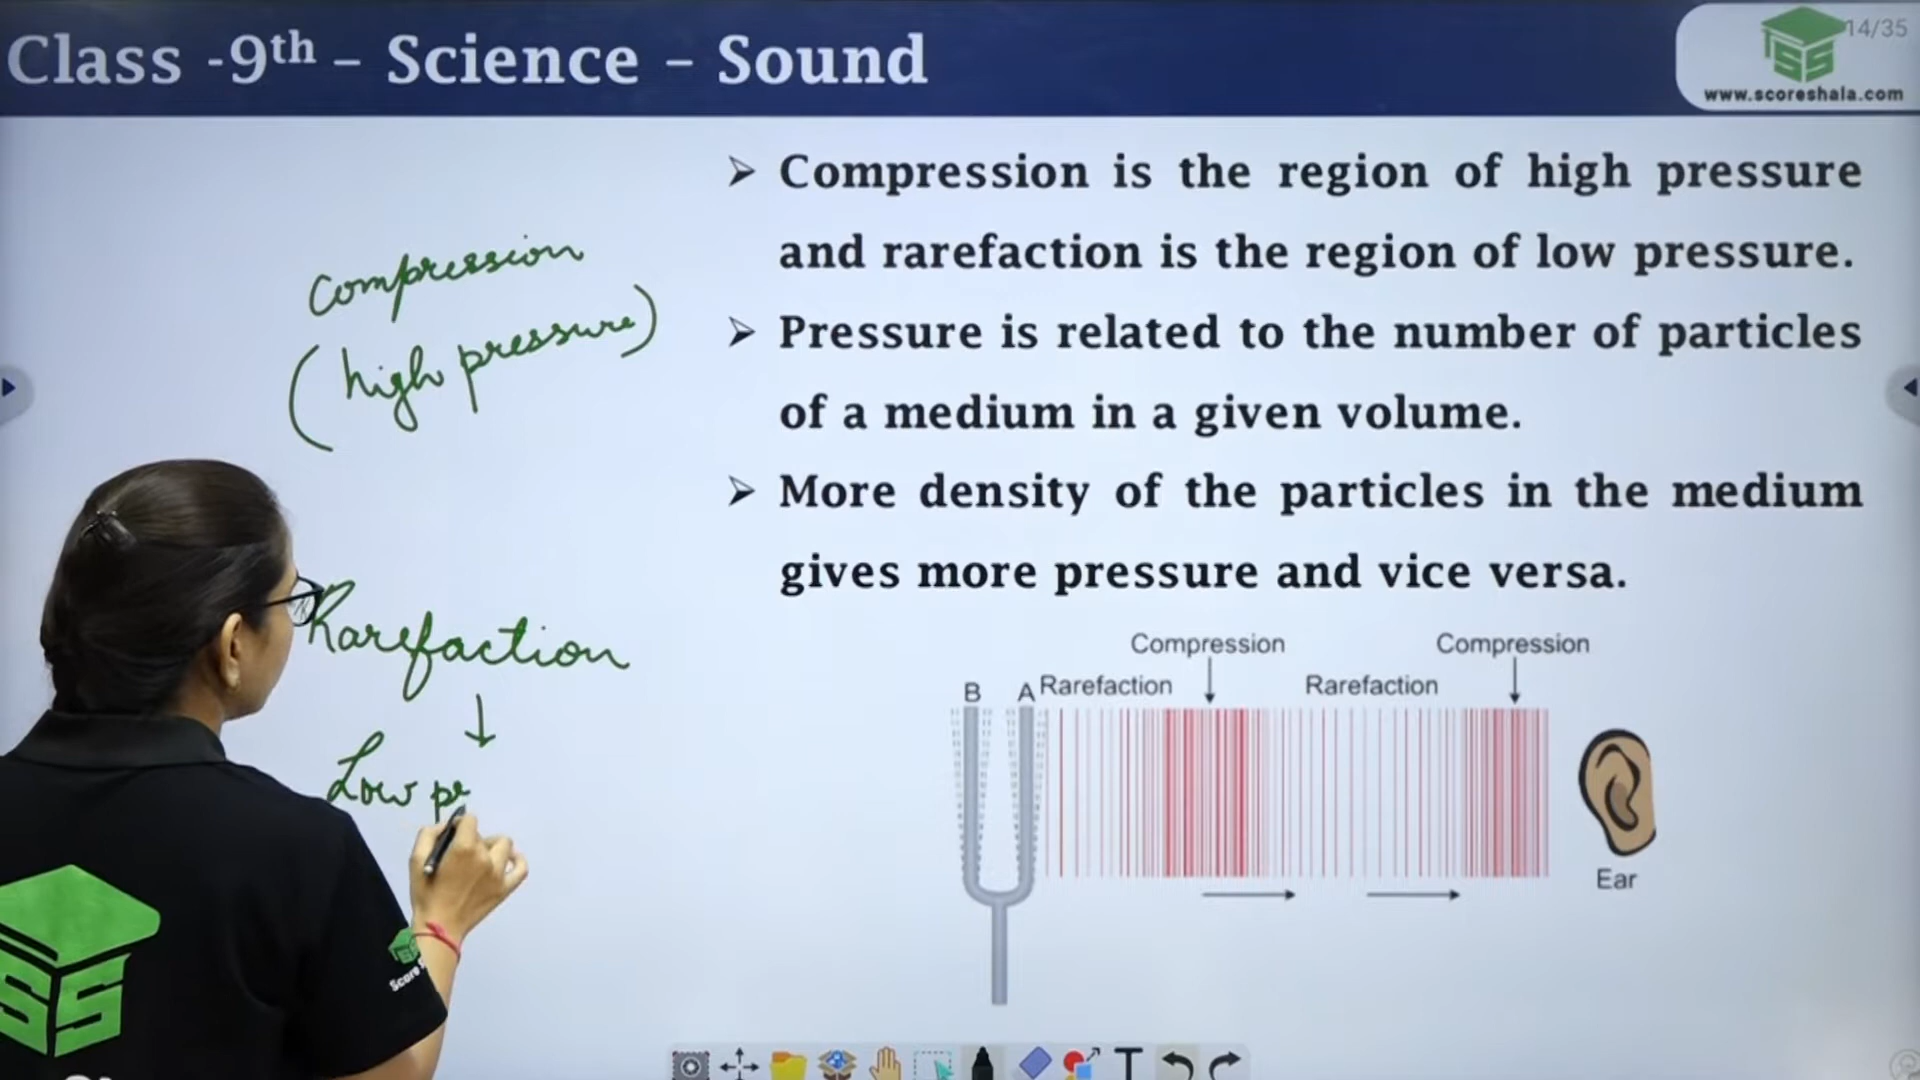 Class -9th – Science – Sound
14/35
SS
www.scoreshala.com
➢ Compression is the region of high pressure
and rarefaction is the region of low pressure.
➢ Pressure is related to the number of particles
of a medium in a given volume.
➢ More density of the particles in the medium
gives more pressure and vice versa.
Compression
(high pressure)
Rarefaction
↓
Low pr
Compression Compression
B A Rarefaction Rarefaction
Ear
SS
Score
T